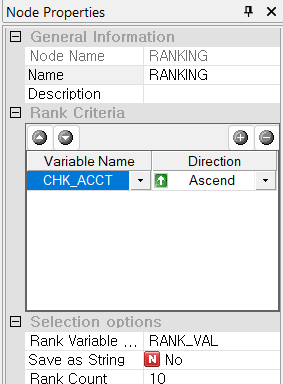 Node Properties
General Information
Node Name RANKING
Name RANKING
Description
Rank Criteria
Variable Name Direction
CHK_ACCT Ascend
Selection options
Rank Variable ... RANK_VAL
Save as String N No
Rank Count 10